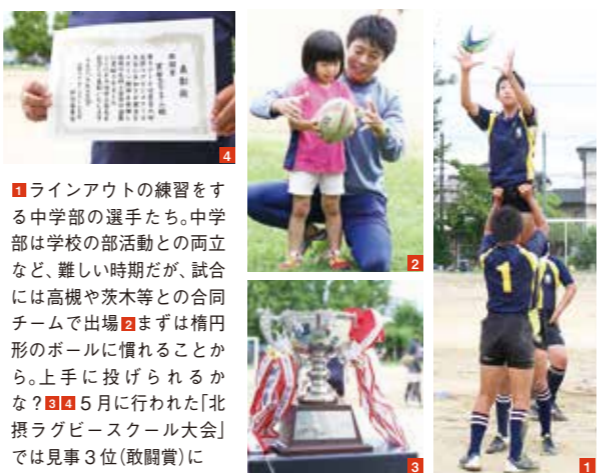 表彰状
4
2
1
3
1
1ラインアウトの練習をす
る中学部の選手たち。中学
部は学校の部活動との両立
など、難しい時期だが、試合
には高槻や茨木等との合同
チームで出場2まずは楕円
形のボールに慣れることか
ら。上手に投げられるか
な?34 5月に行われた「北
摂ラグビースクール大会」
では見事3位(敢闘賞)に